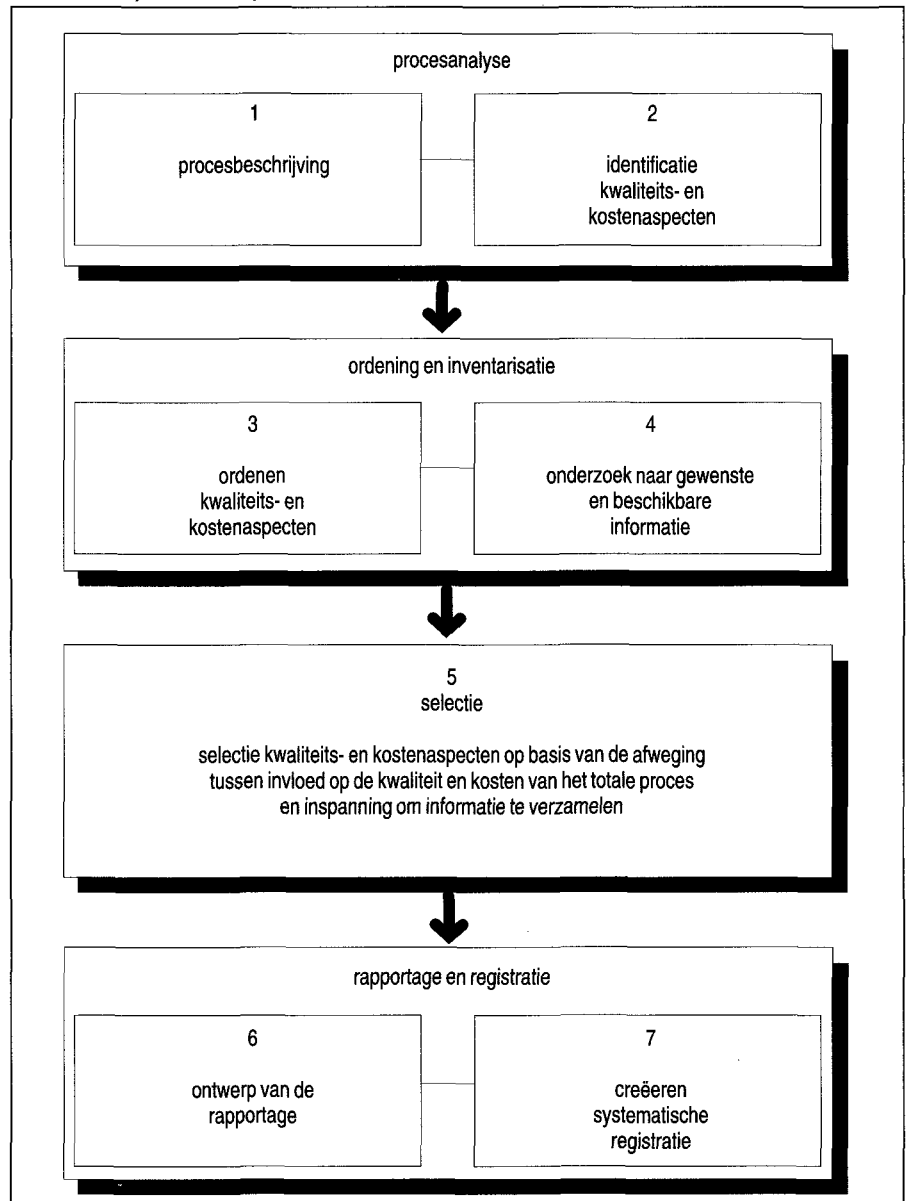 procesanalyse
1
procesbeschrijving
2
identificatie
kwaliteits- en
kostenaspecten
ordening en inventarisatie
3
ordenen
kwaliteits- en
kostenaspecten
4
onderzoek naar gewenste
en beschikbare
informatie
5
selectie
selectie kwaliteits- en kostenaspecten op basis van de afweging
tussen invloed op de kwaliteit en kosten van het totale proces
en inspanning om informatie te verzamelen
rapportage en registratie
6
ontwerp van de
rapportage
7
creëeren
systematische
registratie